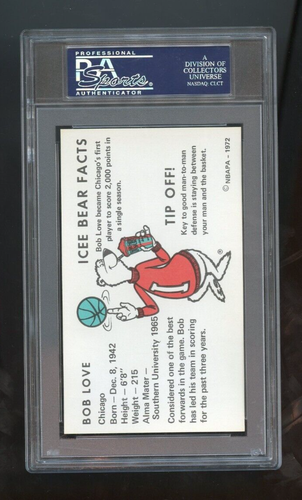 PROFESSIONAL
PSA
Sports
AUTHENTICATOR
A
DIVISION OF
COLLECTORS
UNIVERSE
NASDAQ: CLCT
BOB LOVE
Chicago
Born – Dec. 8, 1942
Height – 6'8"
Weight – 215
Alma Mater –
Southern University 1965
Considered one of the best
forwards in the game. Bob
has led his team in scoring
for the past three years.
ICEE BEAR FACTS
Bob Love became Chicago's first
player to score 2,000 points in
a single season.
TIP OFF!
Key to good man-to-man
defense is staying between
your man and the basket.
© NBAPA - 1972
®